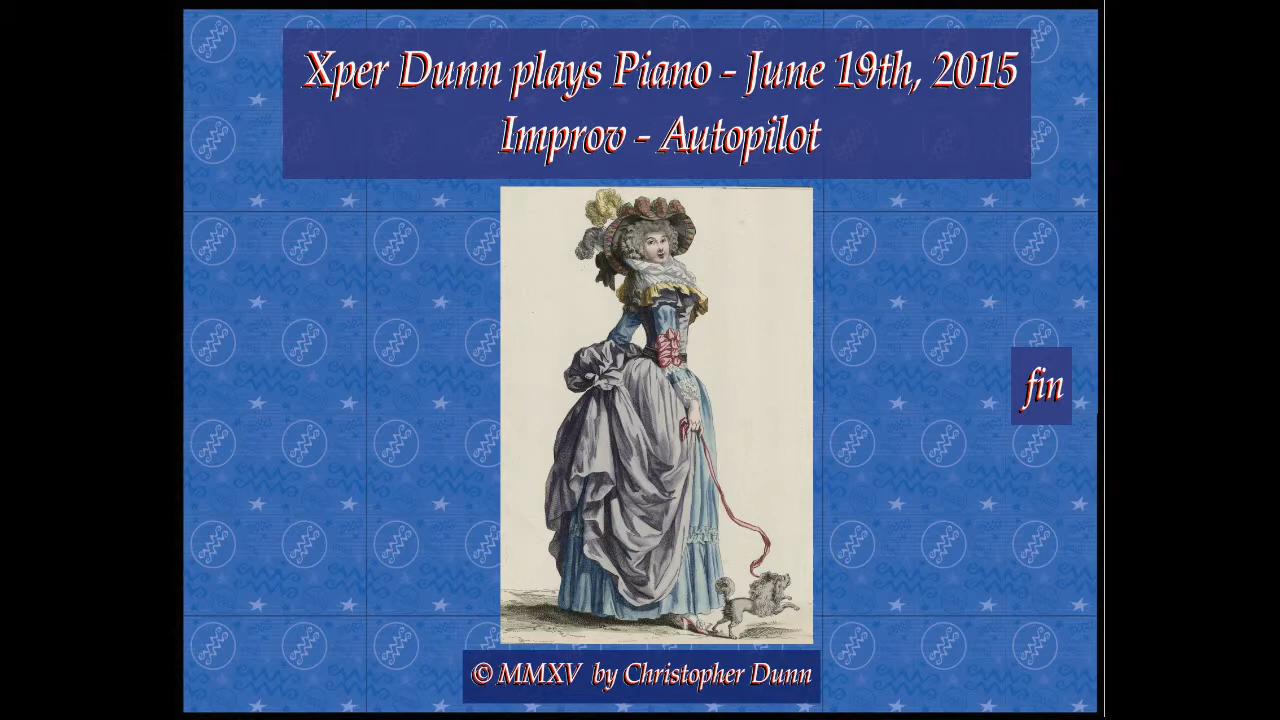 Xper Dunn plays Piano - June 19th, 2015
Improv - Autopilot
fin
© MMXV by Christopher Dunn